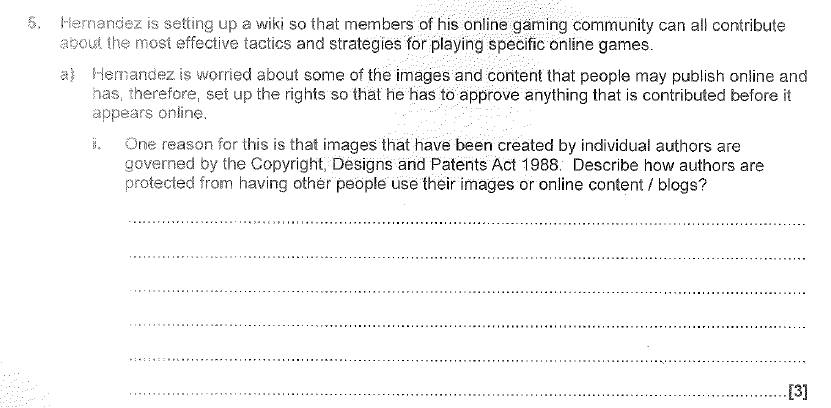 5. Hernandez is setting up a wiki so that members of his online gaming community can all contribute
about the most effective tactics and strategies for playing specific online games.
a) Hernandez is worried about some of the images and content that people may publish online and
has, therefore, set up the rights so that he has to approve anything that is contributed before it
appears online.
i. One reason for this is that images that have been created by individual authors are
governed by the Copyright, Designs and Patents Act 1988. Describe how authors are
protected from having other people use their images or online content / blogs?
[3]